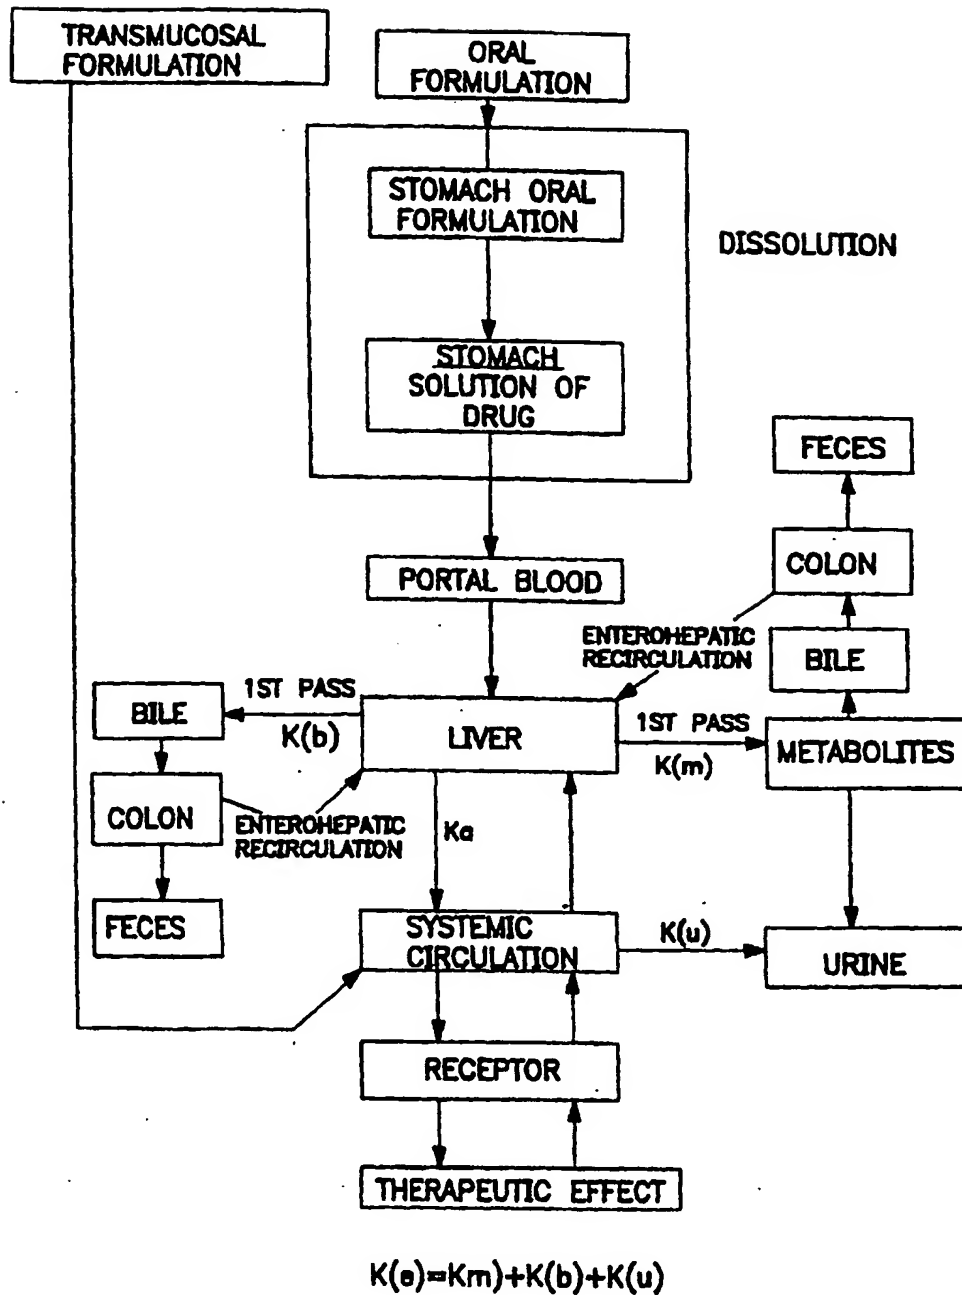 TRANSMUCOSAL
FORMULATION
ORAL
FORMULATION
STOMACH ORAL
FORMULATION
DISSOLUTION
STOMACH
SOLUTION OF
DRUG
FECES
COLON
PORTAL BLOOD
ENTEROHEPATIC
RECIRCULATION
BILE
BILE
1ST PASS
K(b)
LIVER
1ST PASS
K(m)
METABOLITES
COLON
ENTEROHEPATIC
RECIRCULATION
Ka
FECES
SYSTEMIC
CIRCULATION
K(u)
URINE
RECEPTOR
THERAPEUTIC EFFECT
K(e)=Km)+K(b)+K(u)